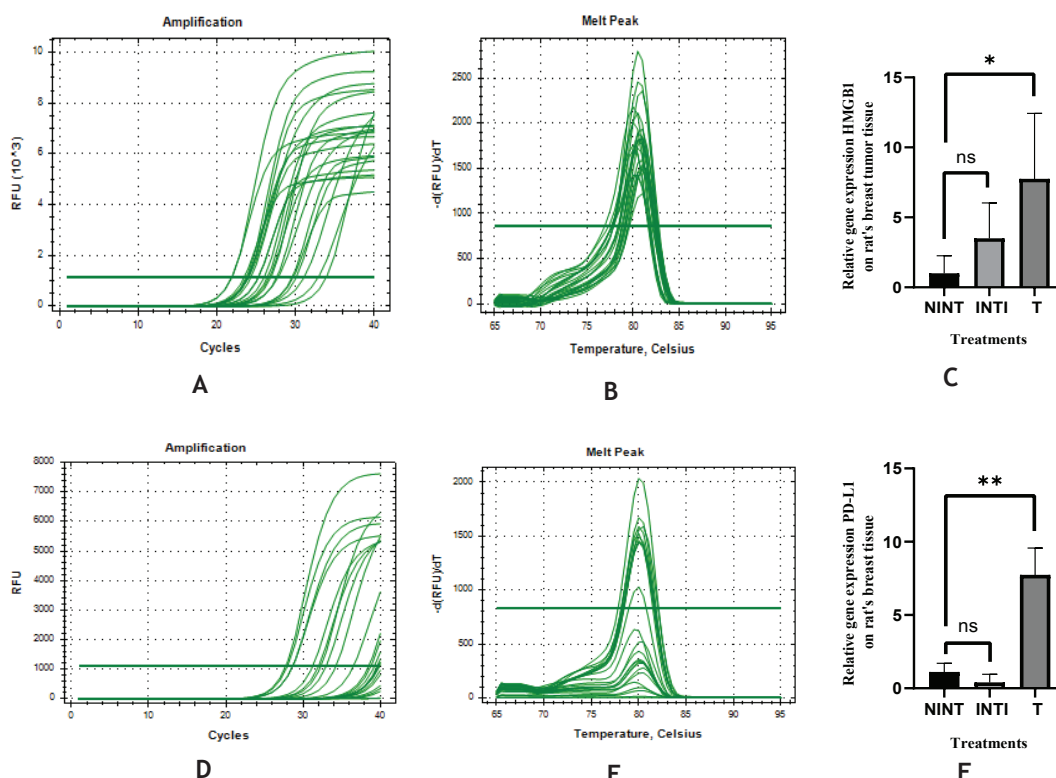 Amplification
RFU (10^3)
10
8
6
4
2
0
0 10 20 30 40
Cycles
A
Melt Peak
-d(RFU)/dT
2500
2000
1500
1000
500
0
65 70 75 80 85 90 95
Temperature, Celsius
B
Relative gene expression HMGB1
on rat's breast tumor tissue
15
10
5
0
*
ns
NINT INTI T
Treatments
C
Amplification
RFU
8000
7000
6000
5000
4000
3000
2000
1000
0
0 10 20 30 40
Cycles
D
Melt Peak
-d(RFU)/dT
2000
1500
1000
500
0
65 70 75 80 85 90 95
Temperature, Celsius
Relative gene expression PD-L1
on rat's breast tissue
15
10
5
0
**
ns
NINT INTI T
Treatments